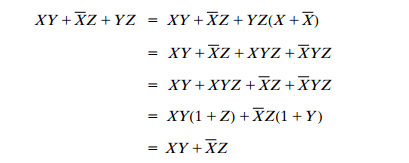 XY + X̅Z + YZ = XY + X̅Z + YZ(X + X̅)
= XY + X̅Z + XYZ + X̅YZ
= XY + XYZ + X̅Z + X̅YZ
= XY(1 + Z) + X̅Z(1 + Y)
= XY + X̅Z